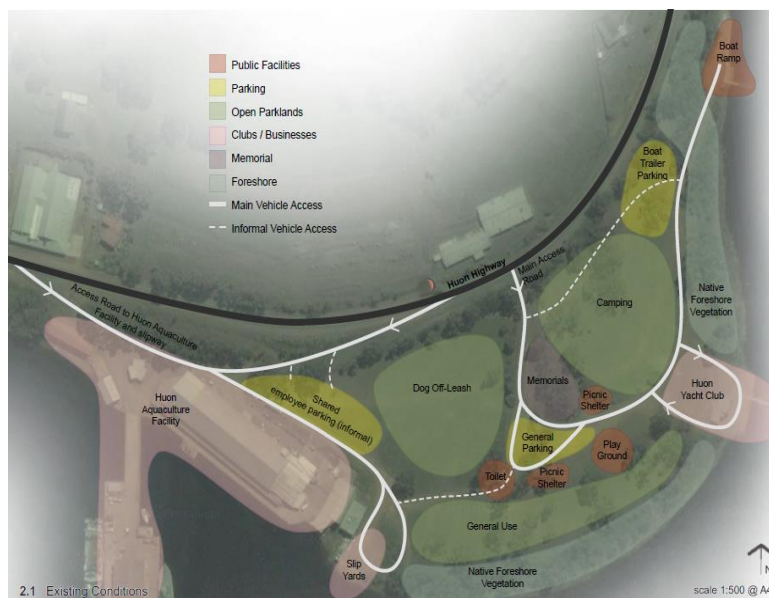 Public Facilities
Parking
Open Parklands
Clubs / Businesses
Memorial
Foreshore
Main Vehicle Access
Informal Vehicle Access
Boat
Ramp
Boat
Trailer
Parking
Huon Highway
Main Access
Road
Access Road to Huon Aquaculture
Facility and slipway
Camping
Native
Foreshore
Vegetation
Huon
Aquaculture
Facility
Shared
employee parking (informal)
Dog Off-Leash
Memorials
Picnic
Shelter
Huon
Yacht Club
General
Parking
Play
Ground
Toilet
Picnic
Shelter
General Use
Slip
Yards
Native Foreshore
Vegetation
N
2.1 Existing Conditions
scale 1:500 @ A4